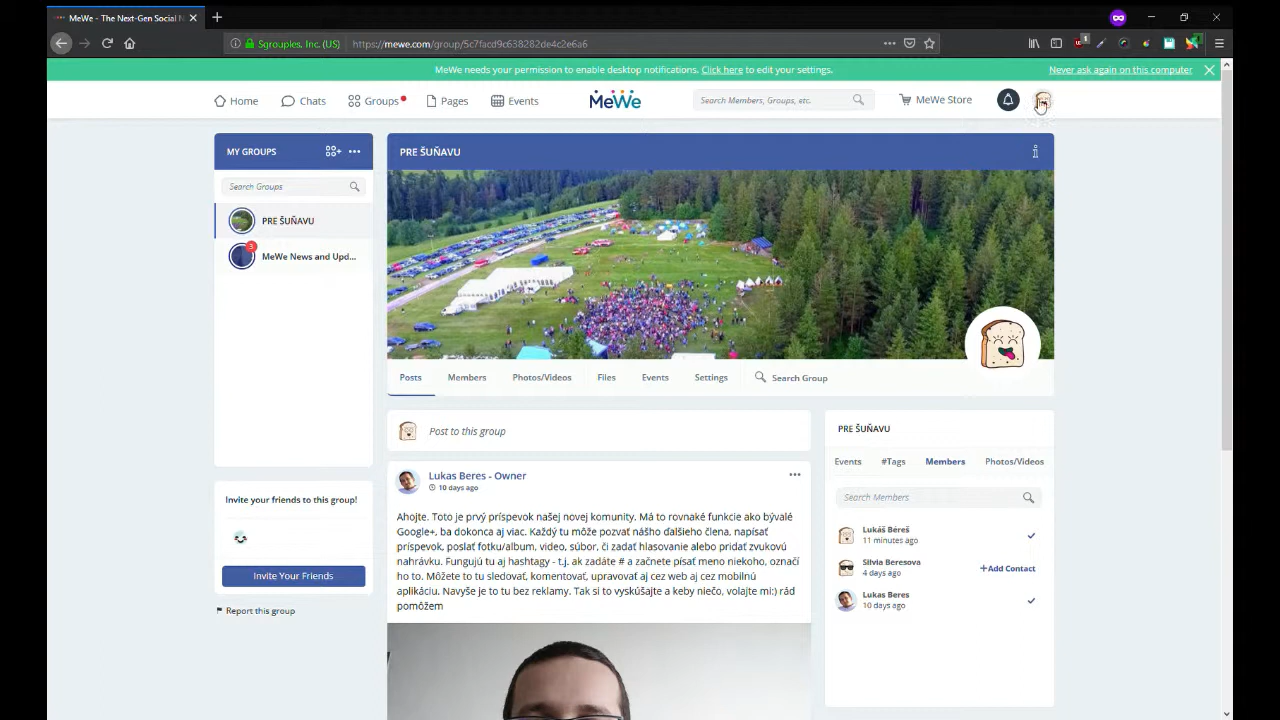 MeWe - The Next-Gen Social N
Sgrouples, Inc. (US)
https://mewe.com/group/5c7facd9c638282de4c2e6a6
1
MeWe needs your permission to enable desktop notifications. Click here to edit your settings.
Never ask again on this computer
Home
Chats
Groups
Pages
Events
MeWe
Search Members, Groups, etc.
MeWe Store
MY GROUPS
Search Groups
PRE ŠUŇAVU
3
MeWe News and Upd...
Invite your friends to this group!
Invite Your Friends
Report this group
PRE ŠUŇAVU
Posts
Members
Photos/Videos
Files
Events
Settings
Search Group
Post to this group
Lukas Beres - Owner
10 days ago
Ahojte. Toto je prvý príspevok našej novej komunity. Má to rovnaké funkcie ako bývalé
Google+, ba dokonca aj viac. Každý tu môže pozvať nášho ďalšieho člena, napísať
príspevok, poslať fotku/album, video, súbor, či zadať hlasovanie alebo pridať zvukovú
nahrávku. Fungujú tu aj hashtagy - t.j. ak zadáte # a začnete písať meno niekoho, označí
ho to. Môžete to tu sledovať, komentovať, upravovať aj cez web aj cez mobilnú
aplikáciu. Navyše je to tu bez reklamy. Tak si to vyskúšajte a keby niečo, volajte mi:) rád
pomôžem
PRE ŠUŇAVU
Events
#Tags
Members
Photos/Videos
Search Members
Lukáš Béreš
11 minutes ago
Silvia Beresova
4 days ago
+Add Contact
Lukas Beres
10 days ago